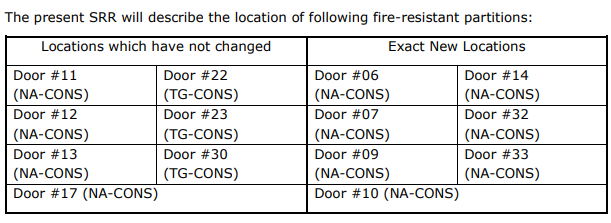 The present SRR will describe the location of following fire-resistant partitions:
Locations which have not changed Exact New Locations
Door #11 Door #22 Door #06 Door #14
(NA-CONS) (TG-CONS) (NA-CONS) (NA-CONS)
Door #12 Door #23 Door #07 Door #32
(NA-CONS) (TG-CONS) (NA-CONS) (NA-CONS)
Door #13 Door #30 Door #09 Door #33
(NA-CONS) (TG-CONS) (NA-CONS) (NA-CONS)
Door #17 (NA-CONS) Door #10 (NA-CONS)